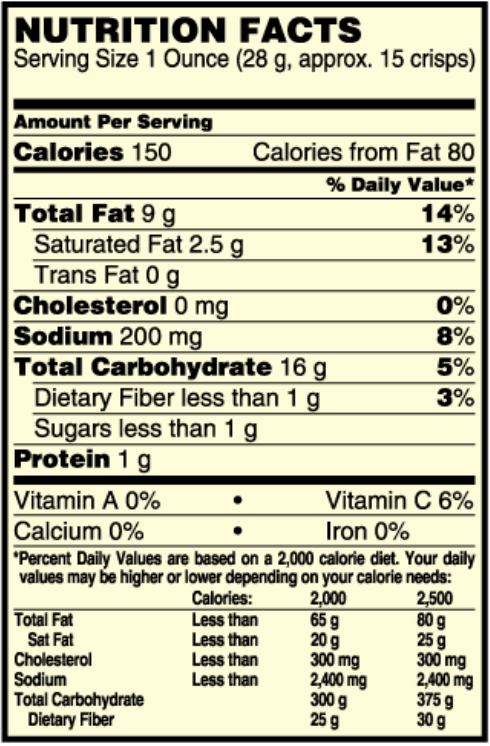 NUTRITION FACTS
Serving Size 1 Ounce (28 g, approx. 15 crisps)
Amount Per Serving
Calories 150 Calories from Fat 80
% Daily Value*
Total Fat 9 g 14%
Saturated Fat 2.5 g 13%
Trans Fat 0 g
Cholesterol 0 mg 0%
Sodium 200 mg 8%
Total Carbohydrate 16 g 5%
Dietary Fiber less than 1 g 3%
Sugars less than 1 g
Protein 1 g
Vitamin A 0% • Vitamin C 6%
Calcium 0% • Iron 0%
*Percent Daily Values are based on a 2,000 calorie diet. Your daily
values may be higher or lower depending on your calorie needs:
Calories: 2,000 2,500
Total Fat Less than 65 g 80 g
Sat Fat Less than 20 g 25 g
Cholesterol Less than 300 mg 300 mg
Sodium Less than 2,400 mg 2,400 mg
Total Carbohydrate 300 g 375 g
Dietary Fiber 25 g 30 g